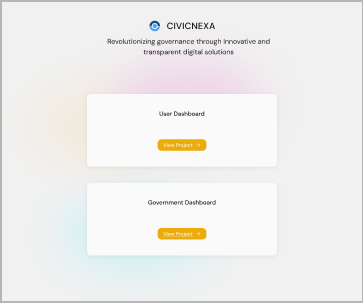 CIVICNEXA
Revolutionizing governance through Innovative and
transparent digital solutions
User Dashboard
View Project →
Government Dashboard
View Project →